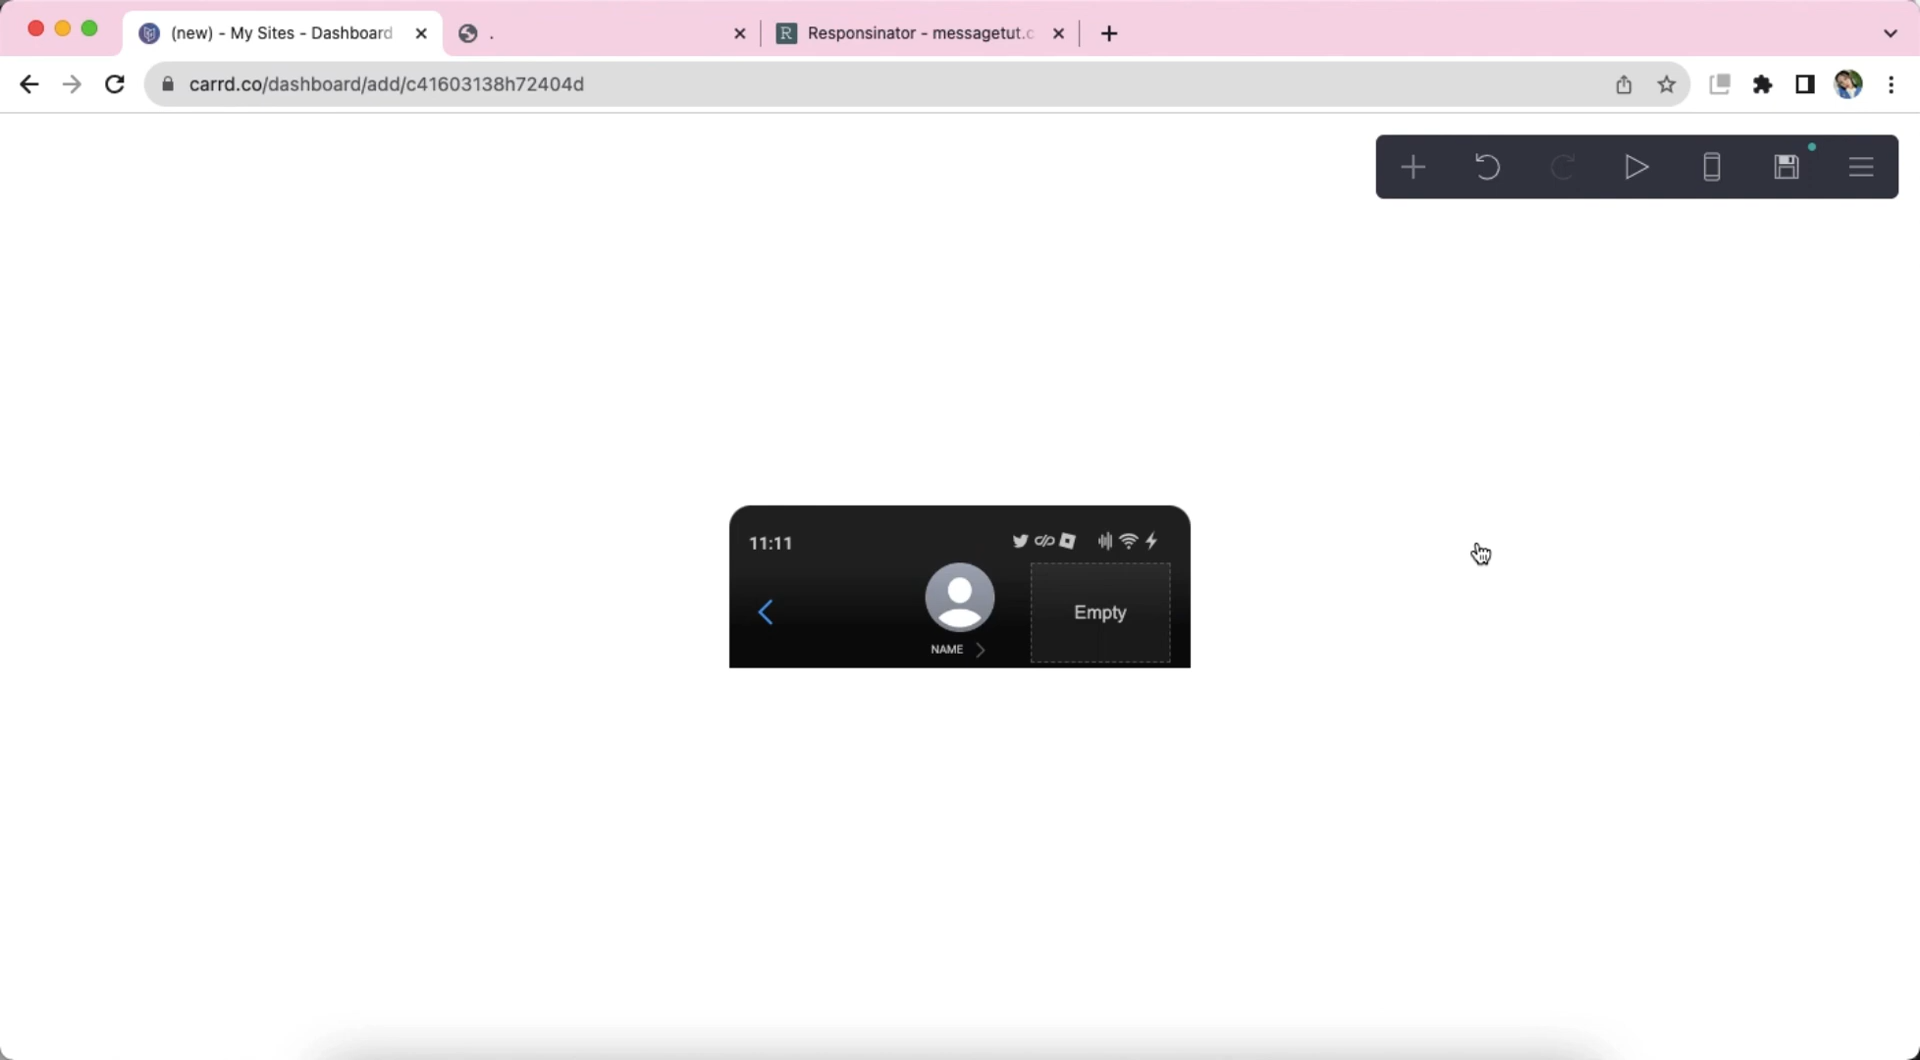 (new) - My Sites - Dashboard
.
Responsinator - messagetut.c
carrd.co/dashboard/add/c41603138h72404d
11:11
Empty
NAME